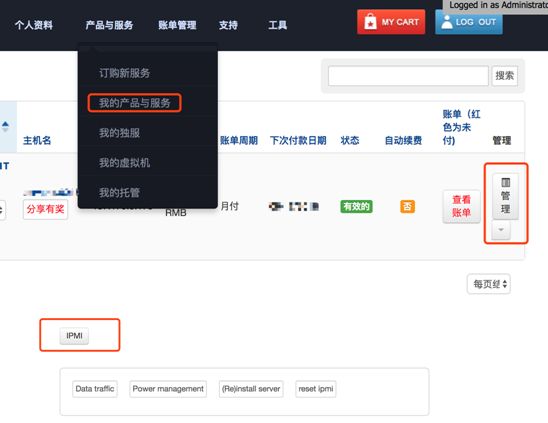 Logged in as Administrato
个人资料 产品与服务 账单管理 支持 工具 MY CART LOG OUT
订购新服务
我的产品与服务
我的独服
我的虚拟机
我的托管
搜索
主机名 账单周期 下次付款日期 状态 自动续费 账单（红色为未付） 管理
IT
分享有奖 RMB 月付 有效的 否 查看账单 管理
每页结
IPMI
Data traffic Power management (Re)install server reset ipmi